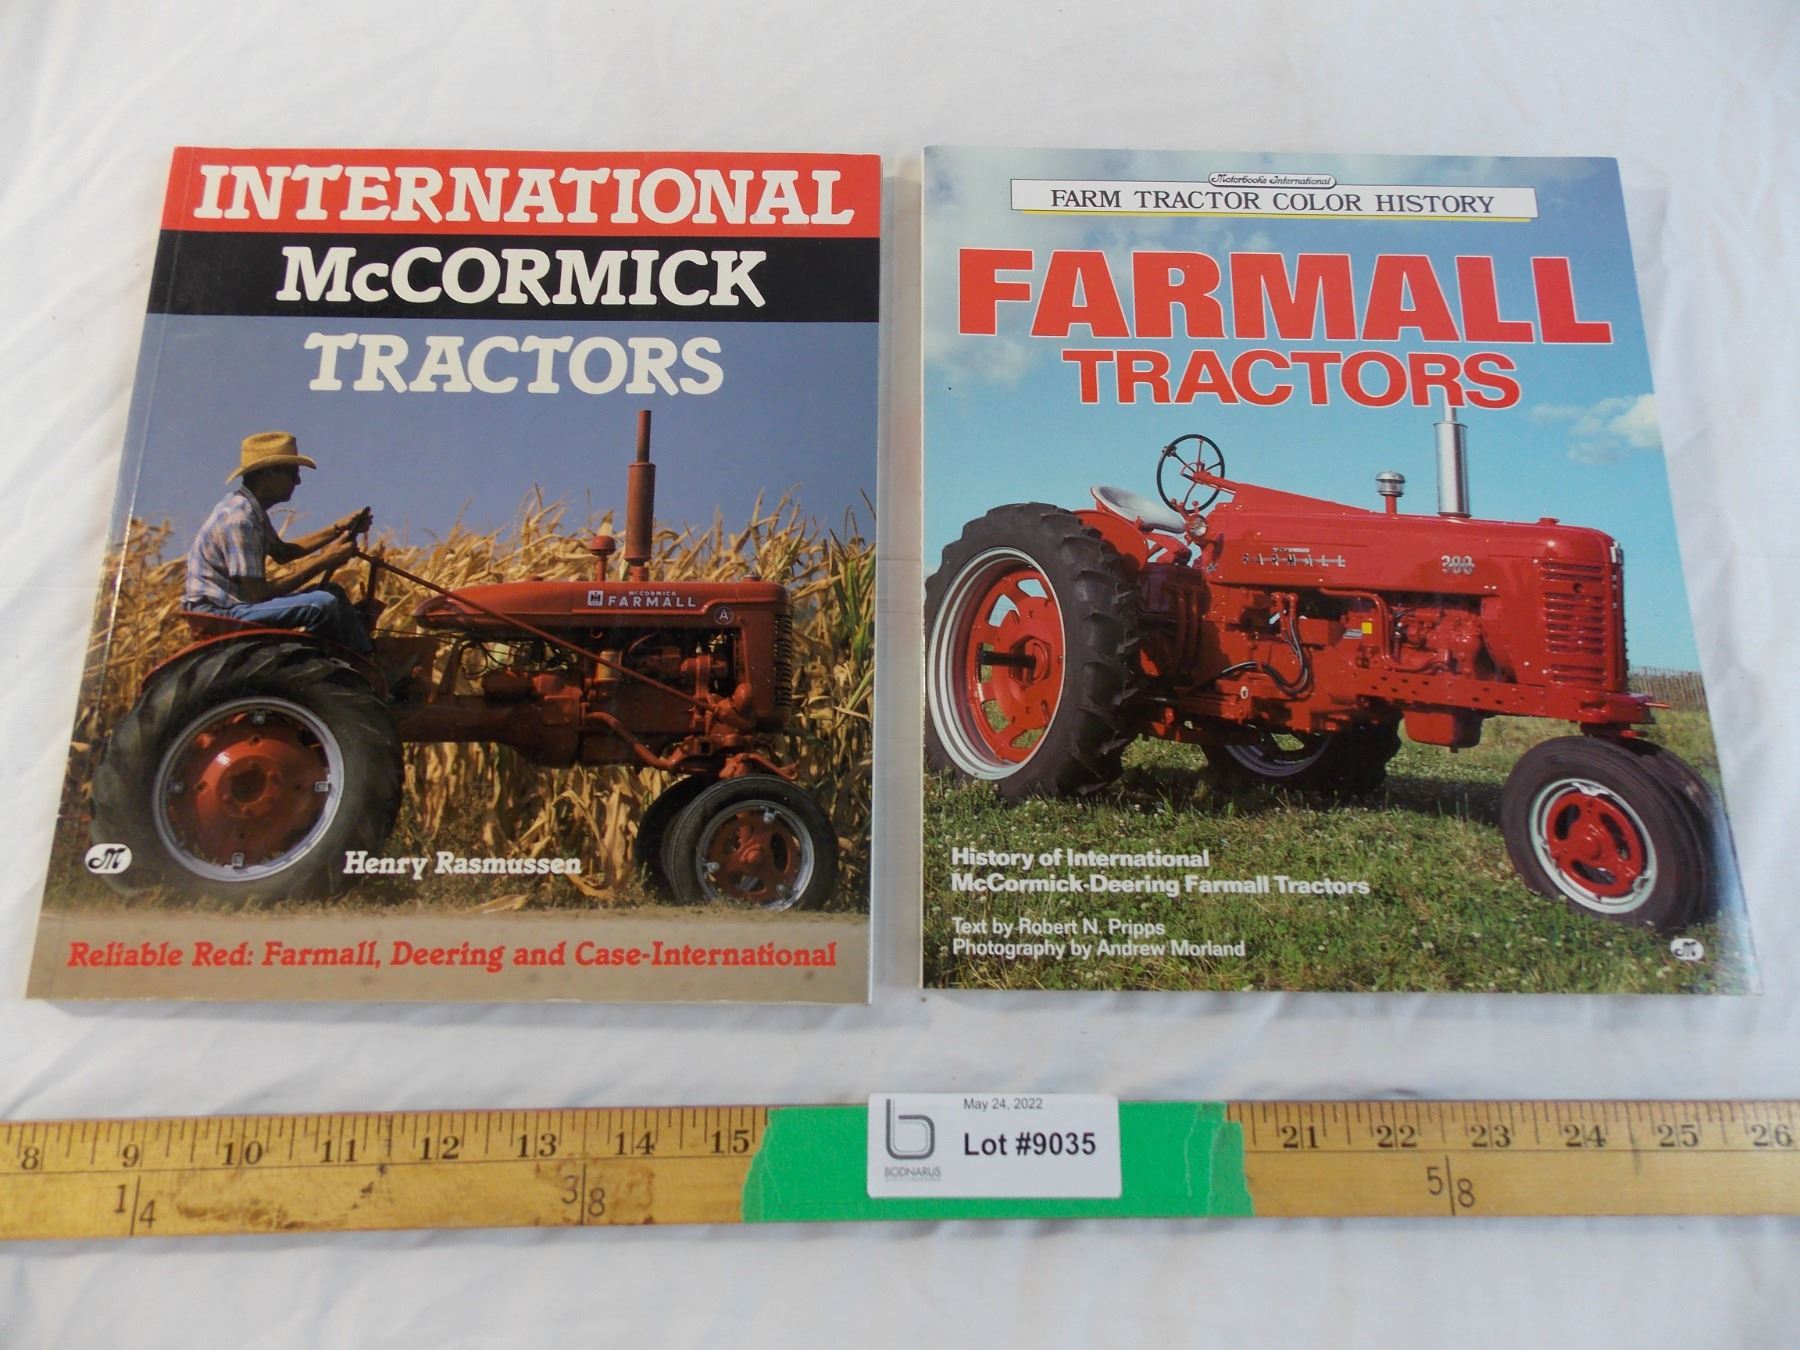 INTERNATIONAL
McCORMICK
TRACTORS
McCORMICK
IH FARMALL
A
M
Henry Rasmussen
Reliable Red: Farmall, Deering and Case-International
Motorbooks International
FARM TRACTOR COLOR HISTORY
FARMALL
TRACTORS
FARMALL
300
History of International
McCormick-Deering Farmall Tractors
Text by Robert N. Pripps
Photography by Andrew Morland
M
May 24, 2022
Lot #9035
BODNARUS
8 9 10 11 12 13 14 15 21 22 23 24 25 26
1/4 3/8 5/8